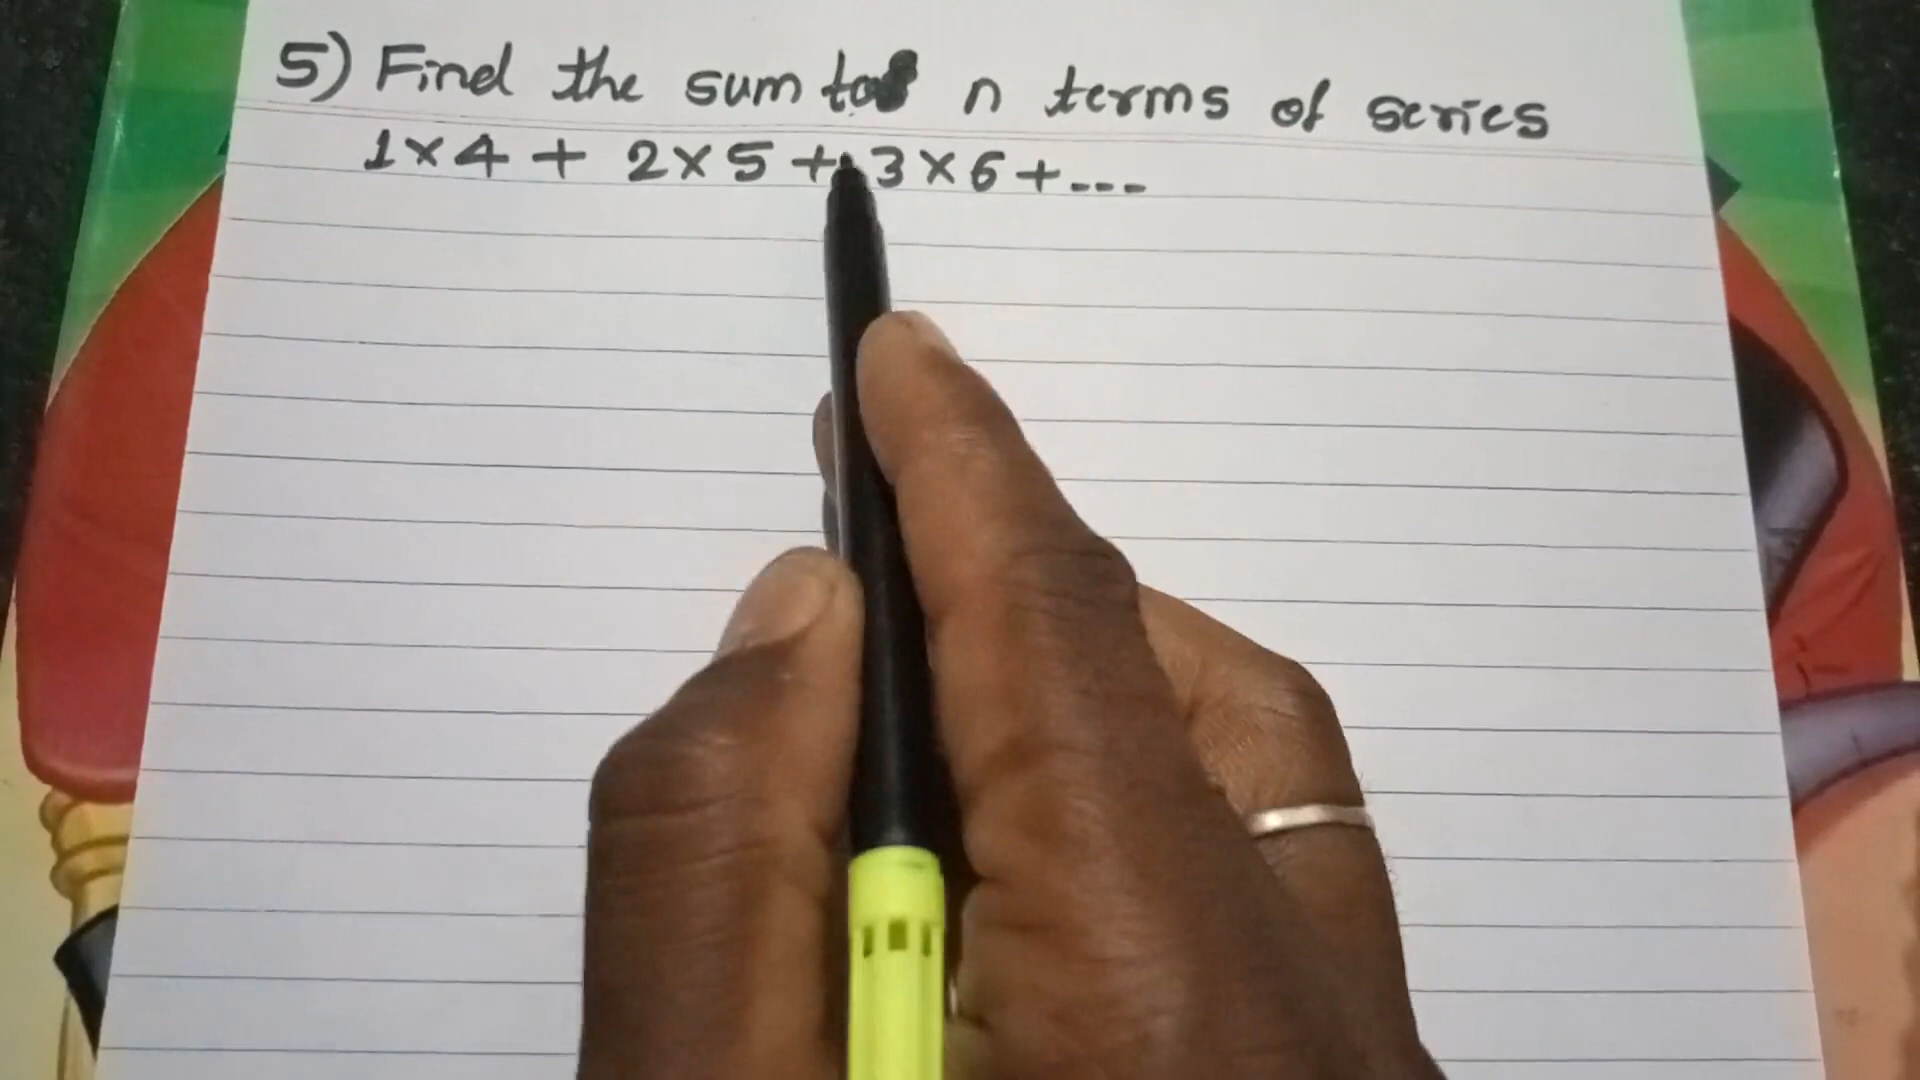 5) Find the sum to n terms of series
1×4 + 2×5 + 3×6 + ---